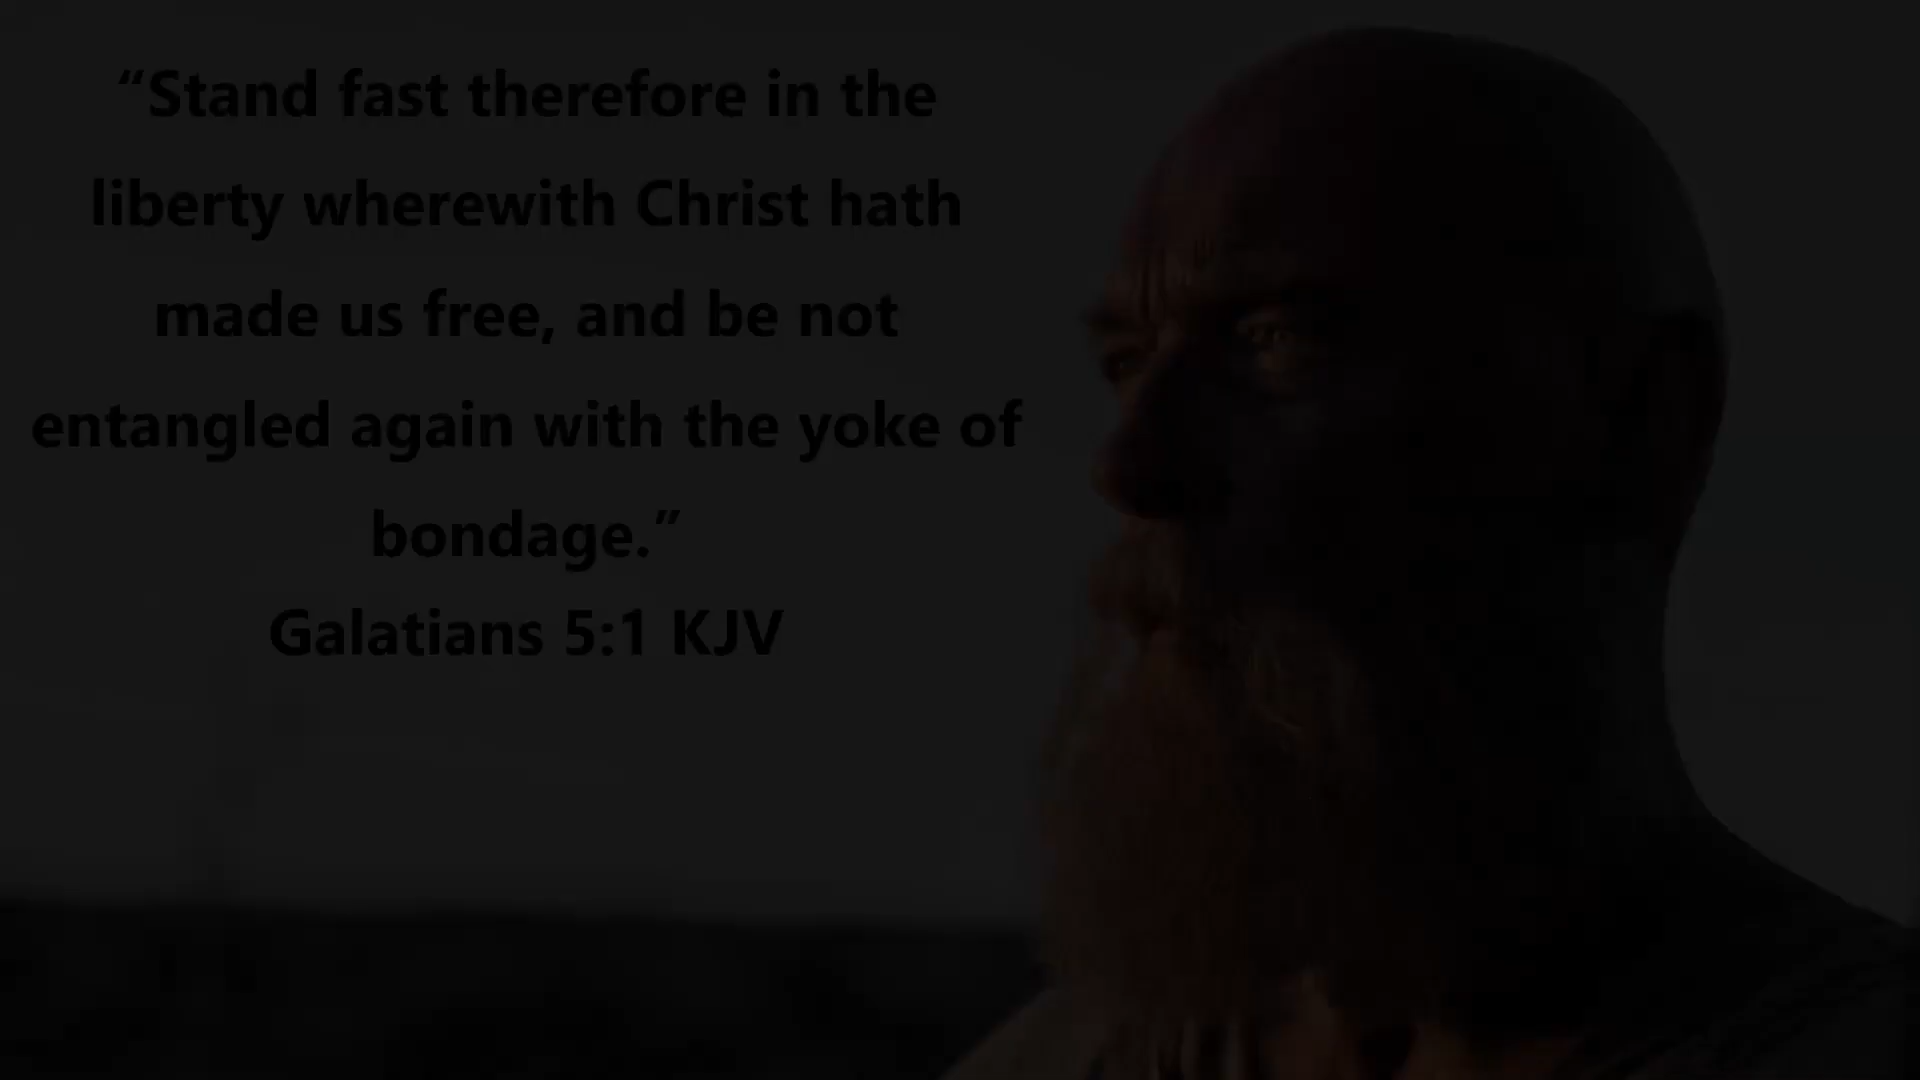 “Stand fast therefore in the
liberty wherewith Christ hath
made us free, and be not
entangled again with the yoke of
bondage.”
Galatians 5:1 KJV